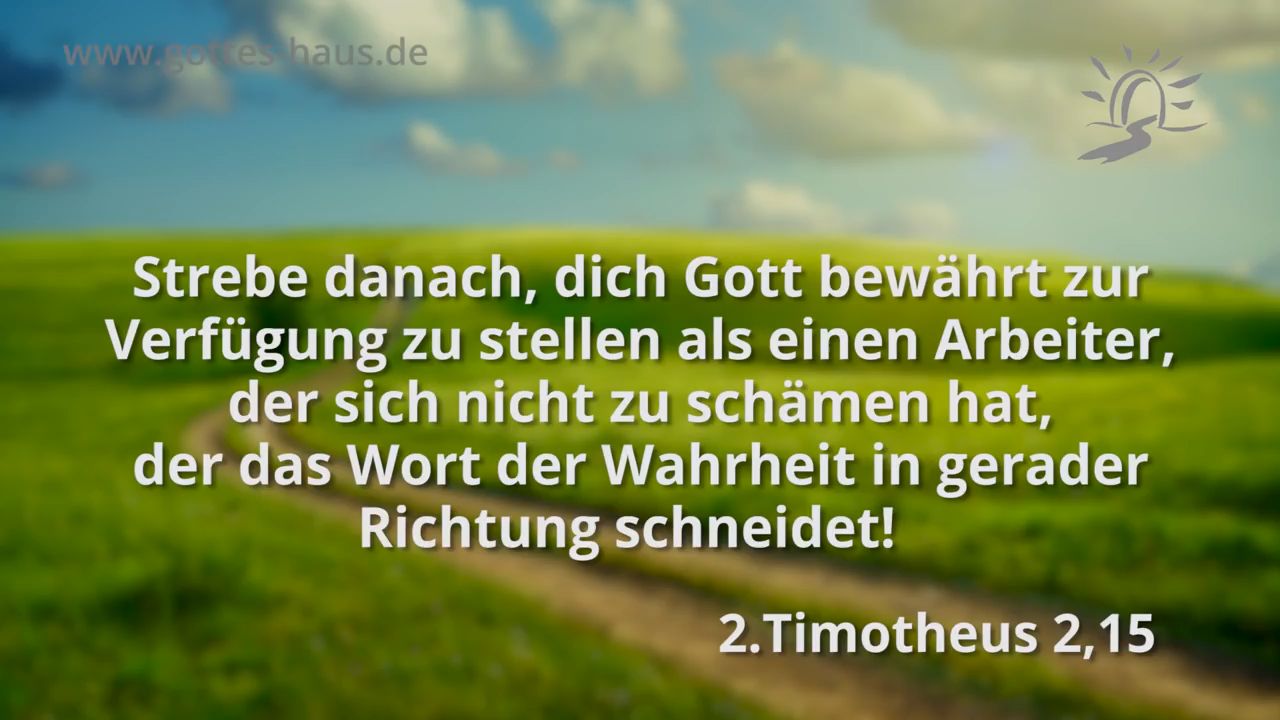 www.gottes-haus.de
Strebe danach, dich Gott bewährt zur
Verfügung zu stellen als einen Arbeiter,
der sich nicht zu schämen hat,
der das Wort der Wahrheit in gerader
Richtung schneidet!
2.Timotheus 2,15